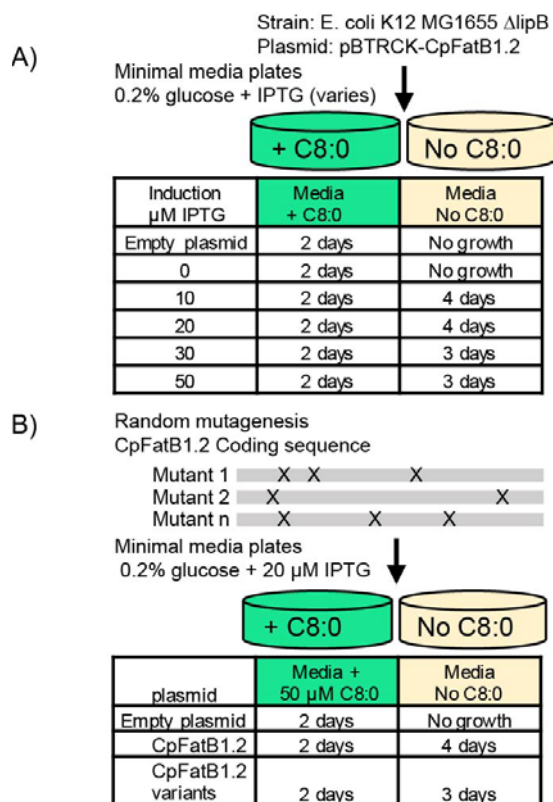 A)
Strain: E. coli K12 MG1655 ΔlipB
Plasmid: pBTRCK-CpFatB1.2
Minimal media plates
0.2% glucose + IPTG (varies)
+ C8:0 No C8:0
Induction Media Media
µM IPTG + C8:0 No C8:0
Empty plasmid 2 days No growth
0 2 days No growth
10 2 days 4 days
20 2 days 4 days
30 2 days 3 days
50 2 days 3 days
B)
Random mutagenesis
CpFatB1.2 Coding sequence
Mutant 1 X X X
Mutant 2 X X
Mutant n X X X
Minimal media plates
0.2% glucose + 20 µM IPTG
+ C8:0 No C8:0
Media + Media
plasmid 50 µM C8:0 No C8:0
Empty plasmid 2 days No growth
CpFatB1.2 2 days 4 days
CpFatB1.2
variants 2 days 3 days